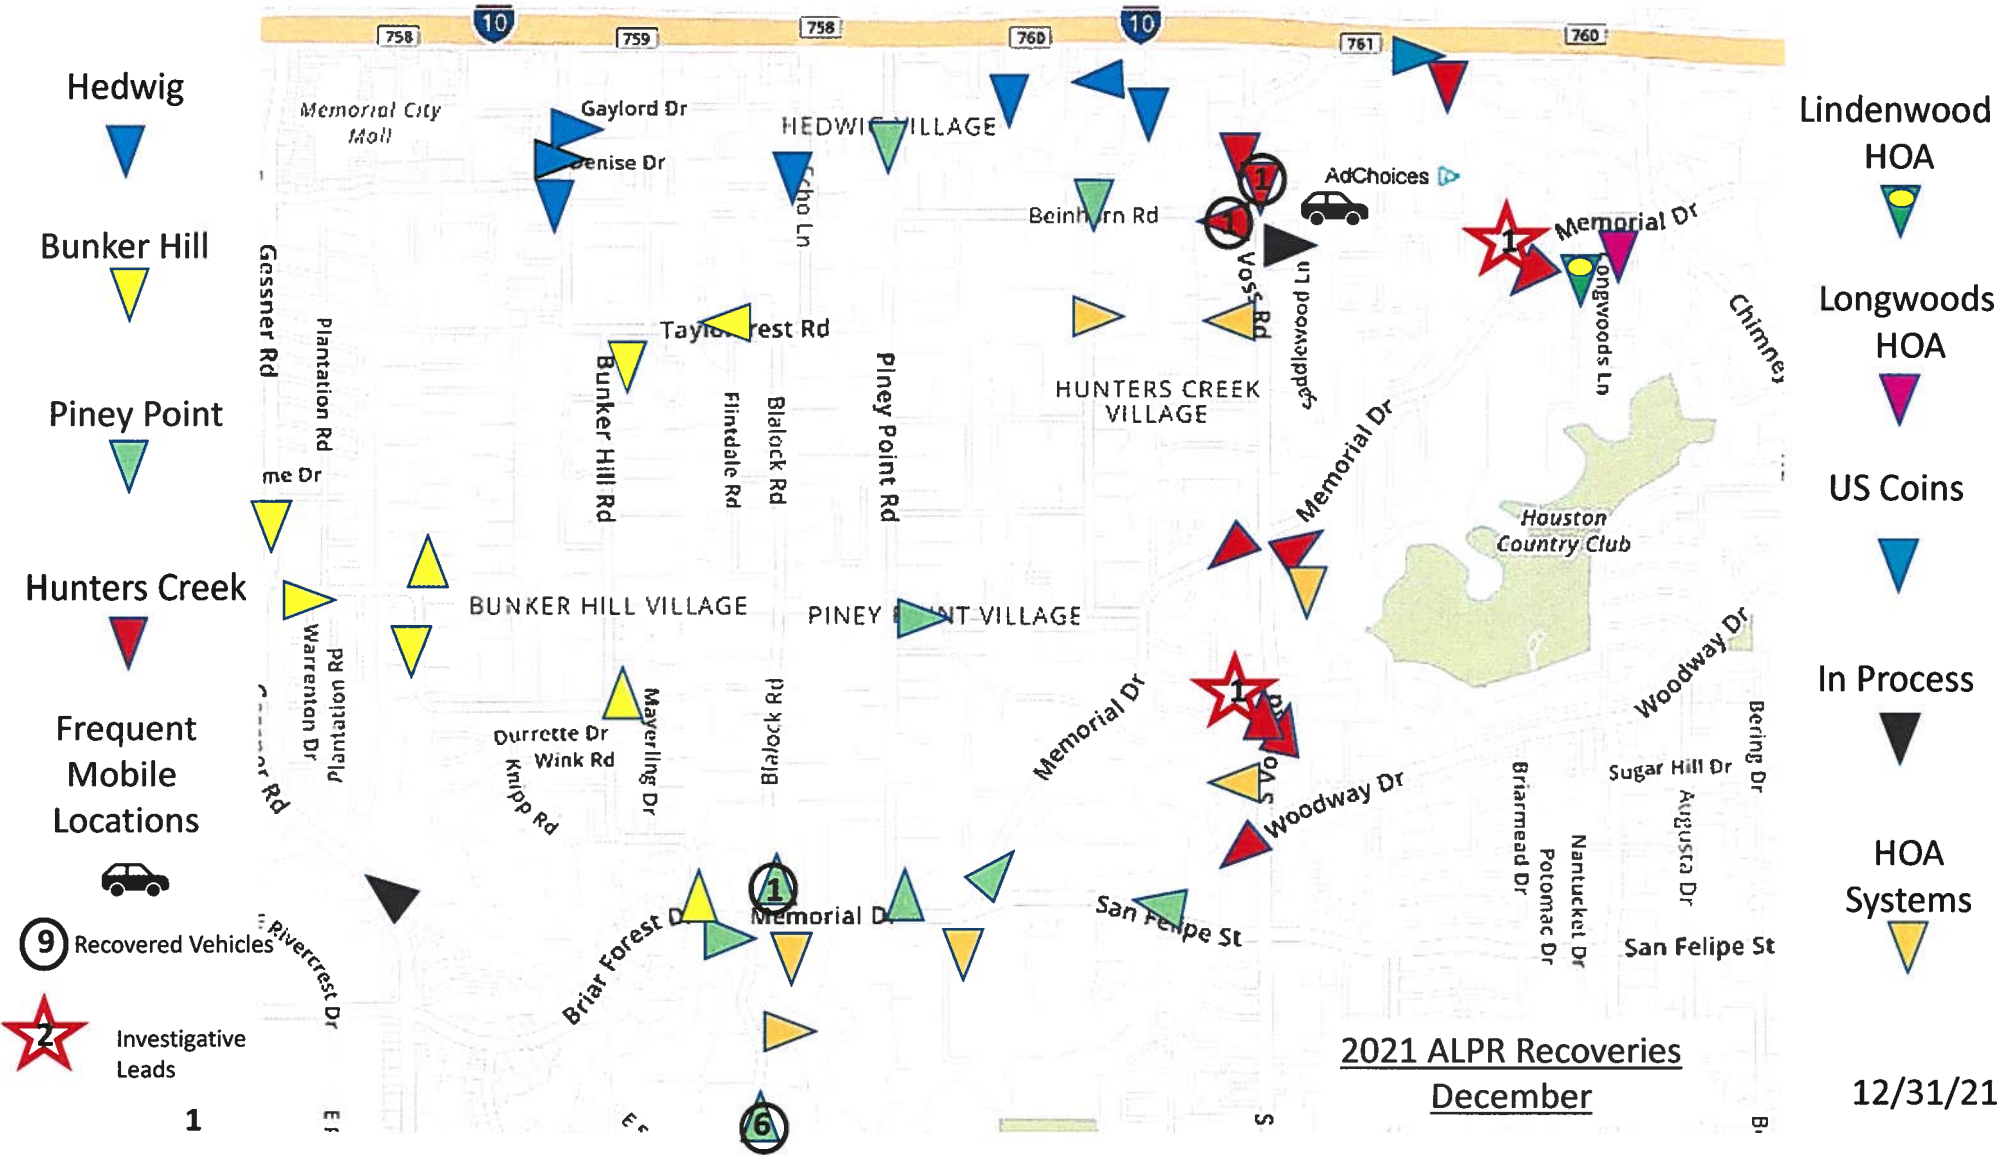 Hedwig
Bunker Hill
Piney Point
Hunters Creek
Frequent
Mobile
Locations
9 Recovered Vehicles
2 Investigative
Leads
1
758
10
759
758
760
10
761
760
Memorial City
Mall
Gaylord Dr
Denise Dr
HEDWIG VILLAGE
Echo Ln
Beinhorn Rd
1
1
AdChoices
1
Memorial Dr
Longwoods Ln
Chimney
Gessner Rd
Plantation Rd
Taylorcrest Rd
Bunker Hill Rd
Flintdale Rd
Blalock Rd
Piney Point Rd
Voss Rd
Saddlewood Ln
HUNTERS CREEK
VILLAGE
Memorial Dr
Houston
Country Club
me Dr
BUNKER HILL VILLAGE
PINEY POINT VILLAGE
Warrenton Dr
Plantation Rd
Durrette Dr
Wink Rd
Knipp Rd
Mayerling Dr
Blalock Rd
Memorial Dr
1
S Vo
Woodway Dr
Woodway Dr
Bering Dr
Sugar Hill Dr
Augusta Dr
Briarmead Dr
Potomac Dr
Nantucket Dr
1
Memorial D
Briar Forest D
San Felipe St
San Felipe St
Rivercrest Dr
6
S
2021 ALPR Recoveries
December
Lindenwood
HOA
Longwoods
HOA
US Coins
In Process
HOA
Systems
12/31/21